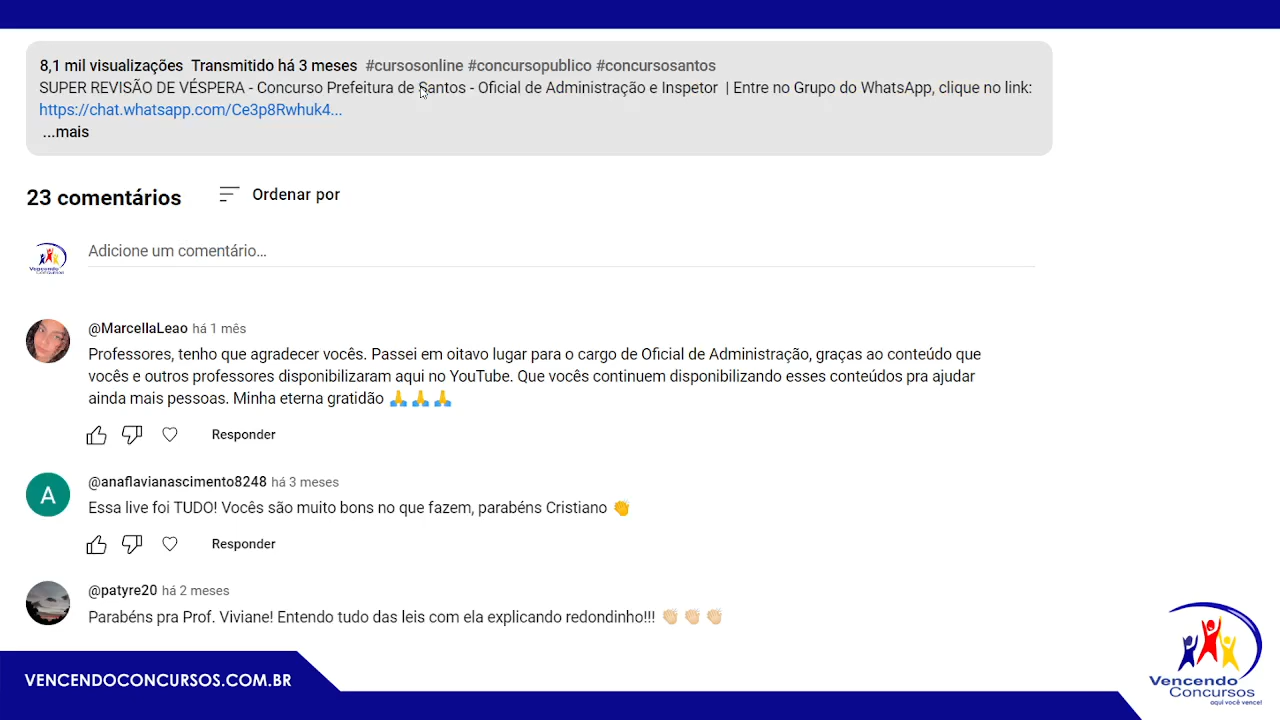 8,1 mil visualizações Transmitido há 3 meses #cursosonline #concursopublico #concursosantos
SUPER REVISÃO DE VÉSPERA - Concurso Prefeitura de Santos - Oficial de Administração e Inspetor | Entre no Grupo do WhatsApp, clique no link:
https://chat.whatsapp.com/Ce3p8Rwhuk4...
...mais
23 comentários
Ordenar por
Vencendo
Concursos
Adicione um comentário...
@MarcellaLeao há 1 mês
Professores, tenho que agradecer vocês. Passei em oitavo lugar para o cargo de Oficial de Administração, graças ao conteúdo que
vocês e outros professores disponibilizaram aqui no YouTube. Que vocês continuem disponibilizando esses conteúdos pra ajudar
ainda mais pessoas. Minha eterna gratidão 🙏 🙏 🙏
Responder
A
@anaflavianascimento8248 há 3 meses
Essa live foi TUDO! Vocês são muito bons no que fazem, parabéns Cristiano 👏
Responder
@patyre20 há 2 meses
Parabéns pra Prof. Viviane! Entendo tudo das leis com ela explicando redondinho!!! 👏🏻 👏🏻 👏🏻
VENCENDOCONCURSOS.COM.BR
Vencendo
Concursos
aqui você vence!